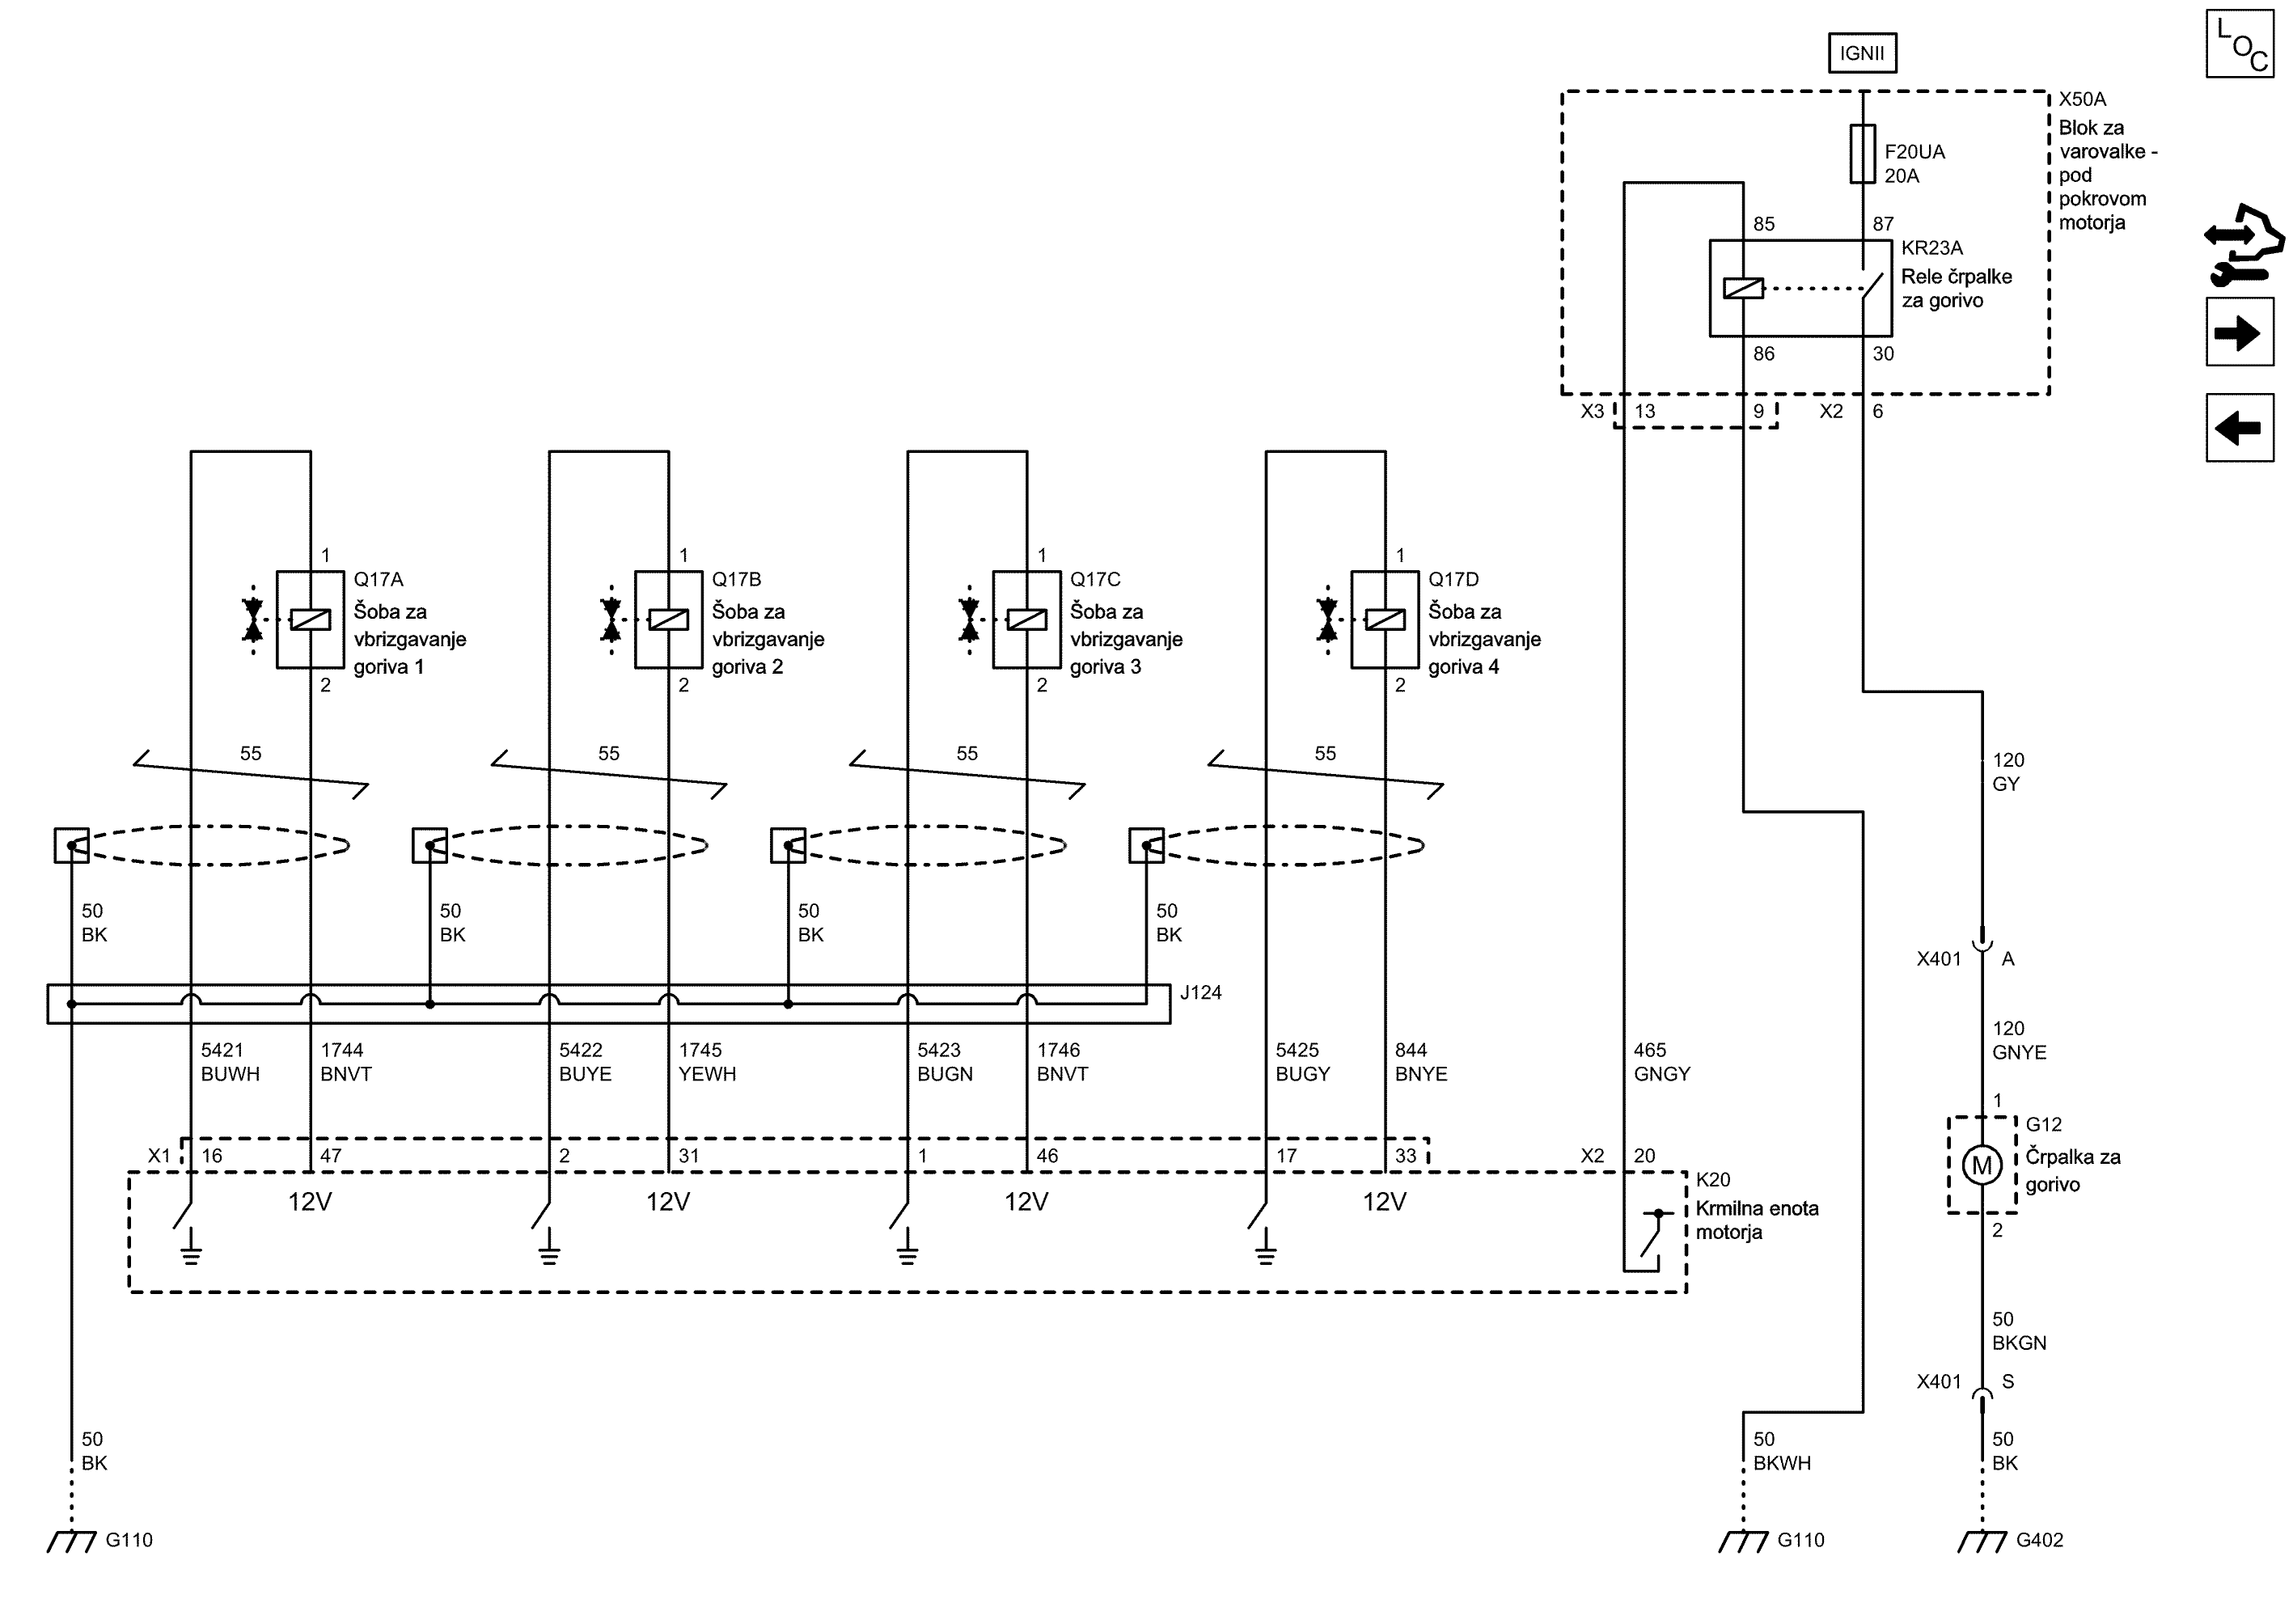 IGNII
LOC
X50A
Blok za
varovalke -
pod
pokrovom
motorja
F20UA
20A
85
87
KR23A
Rele črpalke
za gorivo
86
30
X3
13
9
X2
6
1
Q17A
Šoba za
vbrizgavanje
goriva 1
2
1
Q17B
Šoba za
vbrizgavanje
goriva 2
2
1
Q17C
Šoba za
vbrizgavanje
goriva 3
2
1
Q17D
Šoba za
vbrizgavanje
goriva 4
2
55
55
55
55
120
GY
50
BK
50
BK
50
BK
50
BK
X401
A
J124
5421
BUWH
1744
BNVT
5422
BUYE
1745
YEWH
5423
BUGN
1746
BNVT
5425
BUGY
844
BNYE
465
GNGY
120
GNYE
1
G12
Črpalka za
gorivo
M
2
X1
16
47
2
31
1
46
17
33
X2
20
K20
Krmilna enota
motorja
12V
12V
12V
12V
50
BKGN
X401
S
50
BK
50
BKWH
50
BK
G110
G110
G402